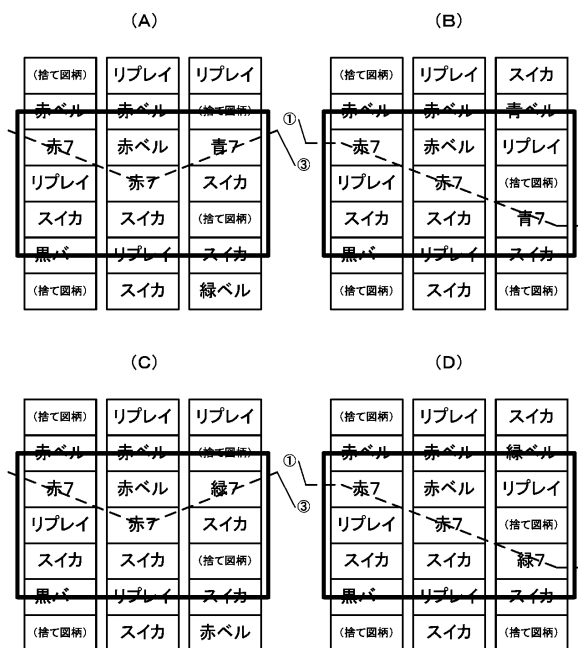 (A)
(B)
(捨て図柄) リプレイ リプレイ
赤ベル 赤ベル (捨て図柄)
赤7 赤ベル 青7
リプレイ 赤7 スイカ
スイカ スイカ (捨て図柄)
黒バー リプレイ スイカ
(捨て図柄) スイカ 緑ベル
③
①
(捨て図柄) リプレイ スイカ
赤ベル 赤ベル 青ベル
赤7 赤ベル リプレイ
リプレイ 赤7 (捨て図柄)
スイカ スイカ 青7
黒バー リプレイ スイカ
(捨て図柄) スイカ (捨て図柄)
(C)
(D)
(捨て図柄) リプレイ リプレイ
赤ベル 赤ベル (捨て図柄)
赤7 赤ベル 緑7
リプレイ 赤7 スイカ
スイカ スイカ (捨て図柄)
黒バー リプレイ スイカ
(捨て図柄) スイカ 赤ベル
③
①
(捨て図柄) リプレイ スイカ
赤ベル 赤ベル 緑ベル
赤7 赤ベル リプレイ
リプレイ 赤7 (捨て図柄)
スイカ スイカ 緑7
黒バー リプレイ スイカ
(捨て図柄) スイカ (捨て図柄)